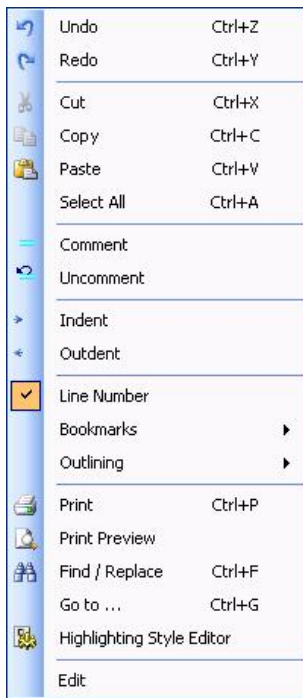 Undo Ctrl+Z
Redo Ctrl+Y
Cut Ctrl+X
Copy Ctrl+C
Paste Ctrl+V
Select All Ctrl+A
Comment
Uncomment
Indent
Outdent
Line Number
Bookmarks
Outlining
Print Ctrl+P
Print Preview
Find / Replace Ctrl+F
Go to ... Ctrl+G
Highlighting Style Editor
Edit